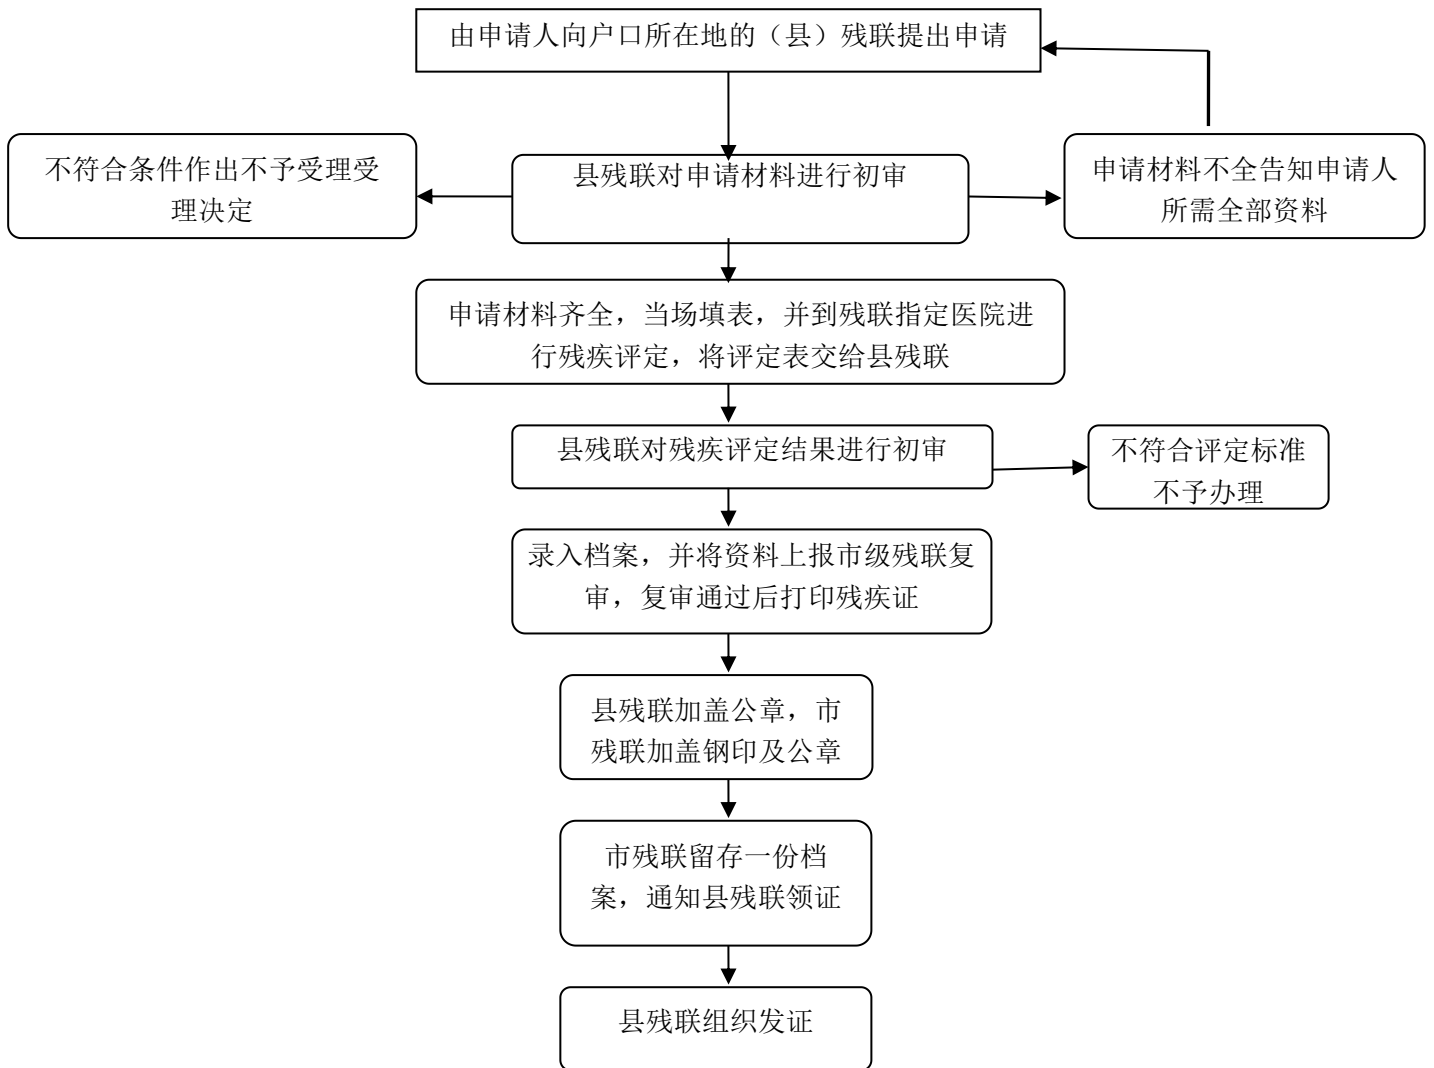 由申请人向户口所在地的（县）残联提出申请
不符合条件作出不予受理受
理决定
县残联对申请材料进行初审
申请材料不全告知申请人
所需全部资料
申请材料齐全，当场填表，并到残联指定医院进
行残疾评定，将评定表交给县残联
县残联对残疾评定结果进行初审
不符合评定标准
不予办理
录入档案，并将资料上报市级残联复
审，复审通过后打印残疾证
县残联加盖公章，市
残联加盖钢印及公章
市残联留存一份档
案，通知县残联领证
县残联组织发证